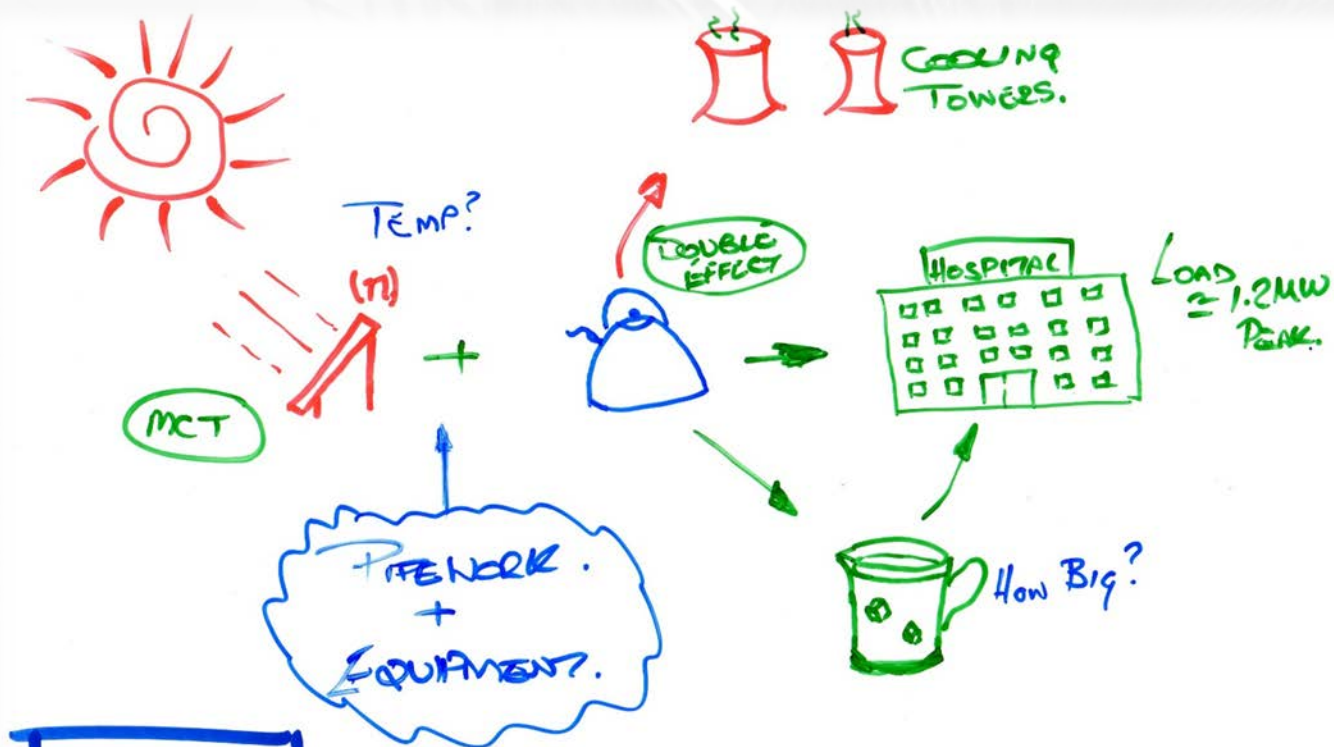 COOLING
TOWERS.
TEMP?
(η)
DOUBLE
EFFECT
HOSPITAL
LOAD
≃ 1.2MW
PEAK.
MCT
+
PIPEWORK.
+
EQUIPMENT.
HOW BIG?